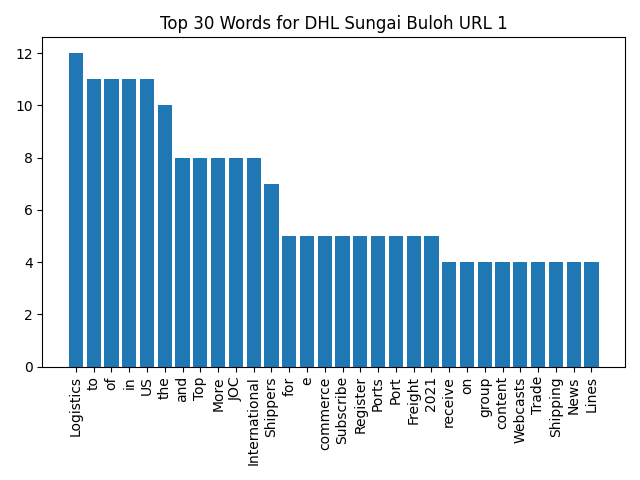 Top 30 Words for DHL Sungai Buloh URL 1
12
10
8
6
4
2
0
Logistics
to
of
in
US
the
and
Top
More
JOC
International
Shippers
for
e
commerce
Subscribe
Register
Ports
Port
Freight
2021
receive
on
group
content
Webcasts
Trade
Shipping
News
Lines